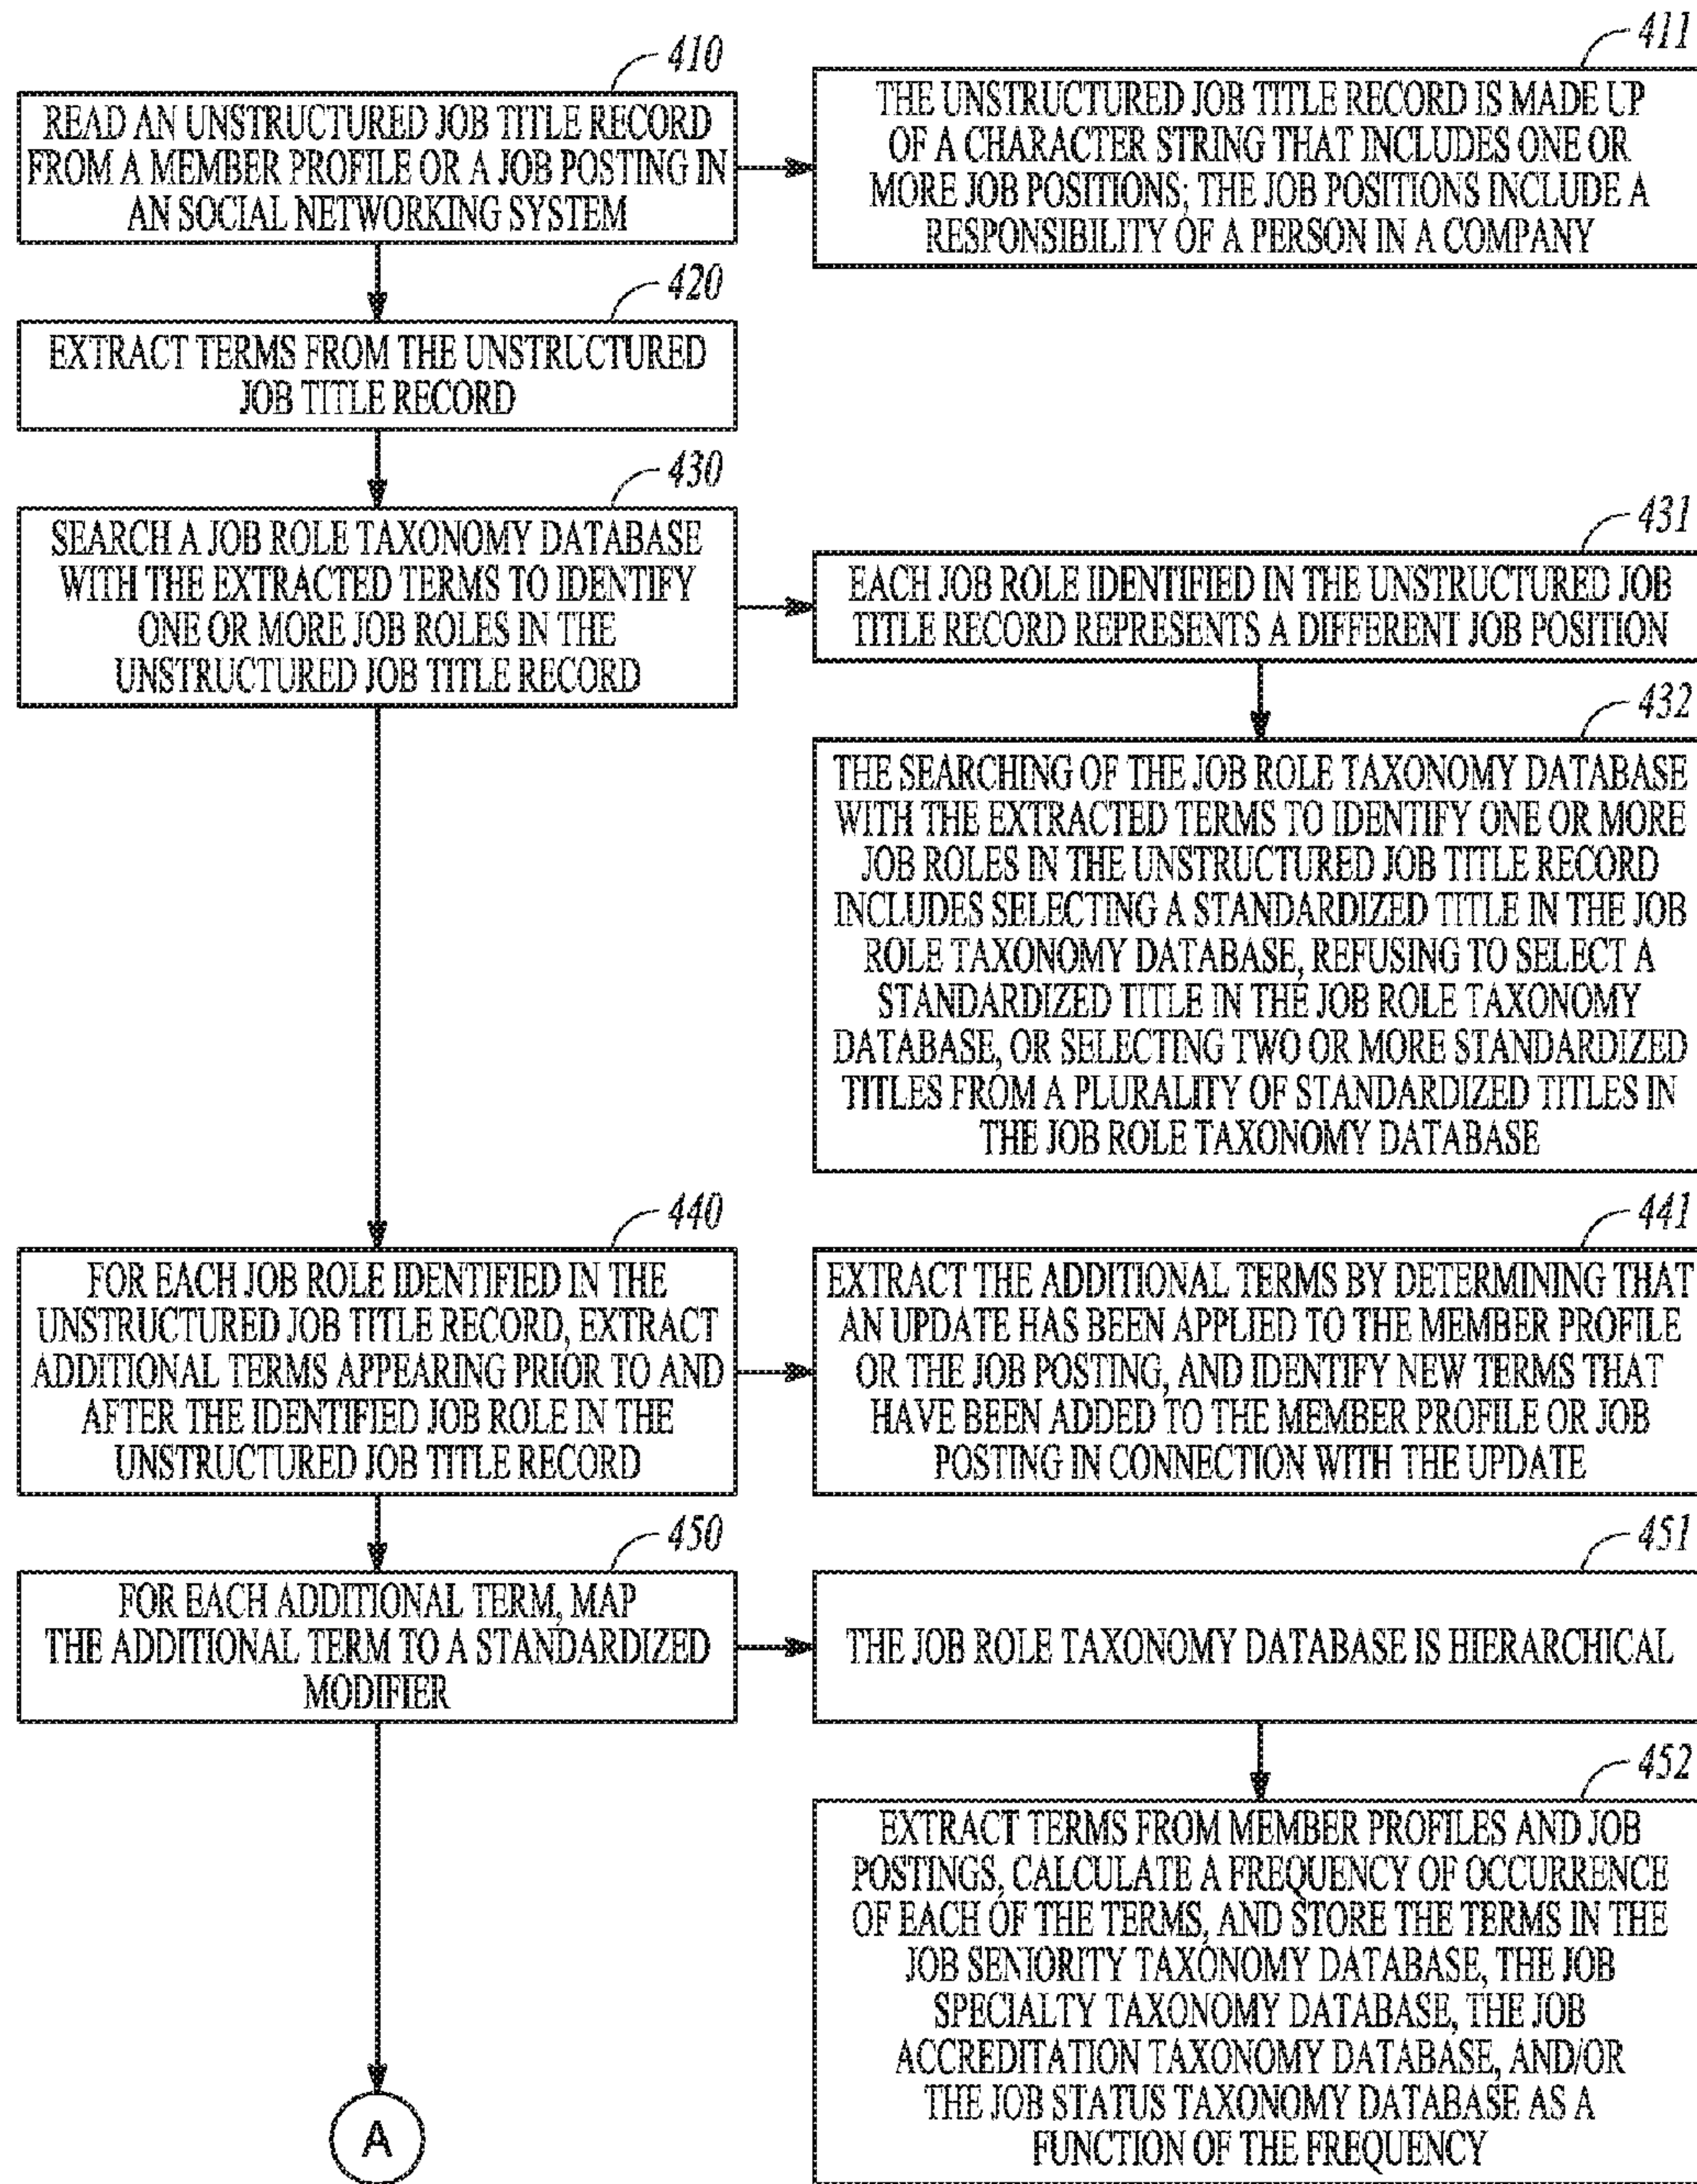 410
READ AN UNSTRUCTURED JOB TITLE RECORD
FROM A MEMBER PROFILE OR A JOB POSTING IN
AN SOCIAL NETWORKING SYSTEM
411
THE UNSTRUCTURED JOB TITLE RECORD IS MADE UP
OF A CHARACTER STRING THAT INCLUDES ONE OR
MORE JOB POSITIONS; THE JOB POSITIONS INCLUDE A
RESPONSIBILITY OF A PERSON IN A COMPANY
420
EXTRACT TERMS FROM THE UNSTRUCTURED
JOB TITLE RECORD
430
SEARCH A JOB ROLE TAXONOMY DATABASE
WITH THE EXTRACTED TERMS TO IDENTIFY
ONE OR MORE JOB ROLES IN THE
UNSTRUCTURED JOB TITLE RECORD
431
EACH JOB ROLE IDENTIFIED IN THE UNSTRUCTURED JOB
TITLE RECORD REPRESENTS A DIFFERENT JOB POSITION
432
THE SEARCHING OF THE JOB ROLE TAXONOMY DATABASE
WITH THE EXTRACTED TERMS TO IDENTIFY ONE OR MORE
JOB ROLES IN THE UNSTRUCTURED JOB TITLE RECORD
INCLUDES SELECTING A STANDARDIZED TITLE IN THE JOB
ROLE TAXONOMY DATABASE, REFUSING TO SELECT A
STANDARDIZED TITLE IN THE JOB ROLE TAXONOMY
DATABASE, OR SELECTING TWO OR MORE STANDARDIZED
TITLES FROM A PLURALITY OF STANDARDIZED TITLES IN
THE JOB ROLE TAXONOMY DATABASE
440
FOR EACH JOB ROLE IDENTIFIED IN THE
UNSTRUCTURED JOB TITLE RECORD, EXTRACT
ADDITIONAL TERMS APPEARING PRIOR TO AND
AFTER THE IDENTIFIED JOB ROLE IN THE
UNSTRUCTURED JOB TITLE RECORD
441
EXTRACT THE ADDITIONAL TERMS BY DETERMINING THAT
AN UPDATE HAS BEEN APPLIED TO THE MEMBER PROFILE
OR THE JOB POSTING, AND IDENTIFY NEW TERMS THAT
HAVE BEEN ADDED TO THE MEMBER PROFILE OR JOB
POSTING IN CONNECTION WITH THE UPDATE
450
FOR EACH ADDITIONAL TERM, MAP
THE ADDITIONAL TERM TO A STANDARDIZED
MODIFIER
451
THE JOB ROLE TAXONOMY DATABASE IS HIERARCHICAL
452
EXTRACT TERMS FROM MEMBER PROFILES AND JOB
POSTINGS, CALCULATE A FREQUENCY OF OCCURRENCE
OF EACH OF THE TERMS, AND STORE THE TERMS IN THE
JOB SENIORITY TAXONOMY DATABASE, THE JOB
SPECIALTY TAXONOMY DATABASE, THE JOB
ACCREDITATION TAXONOMY DATABASE, AND/OR
THE JOB STATUS TAXONOMY DATABASE AS A
FUNCTION OF THE FREQUENCY
A